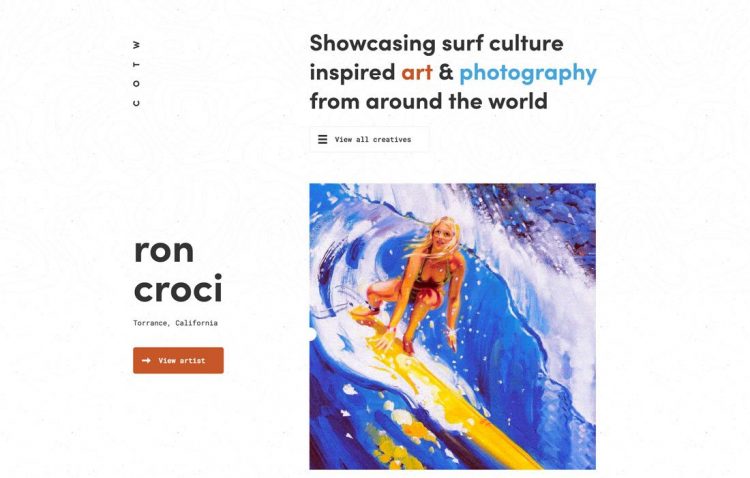 COTW
Showcasing surf culture
inspired art & photography
from around the world
View all creatives
ron
croci
Torrance, California
View artist